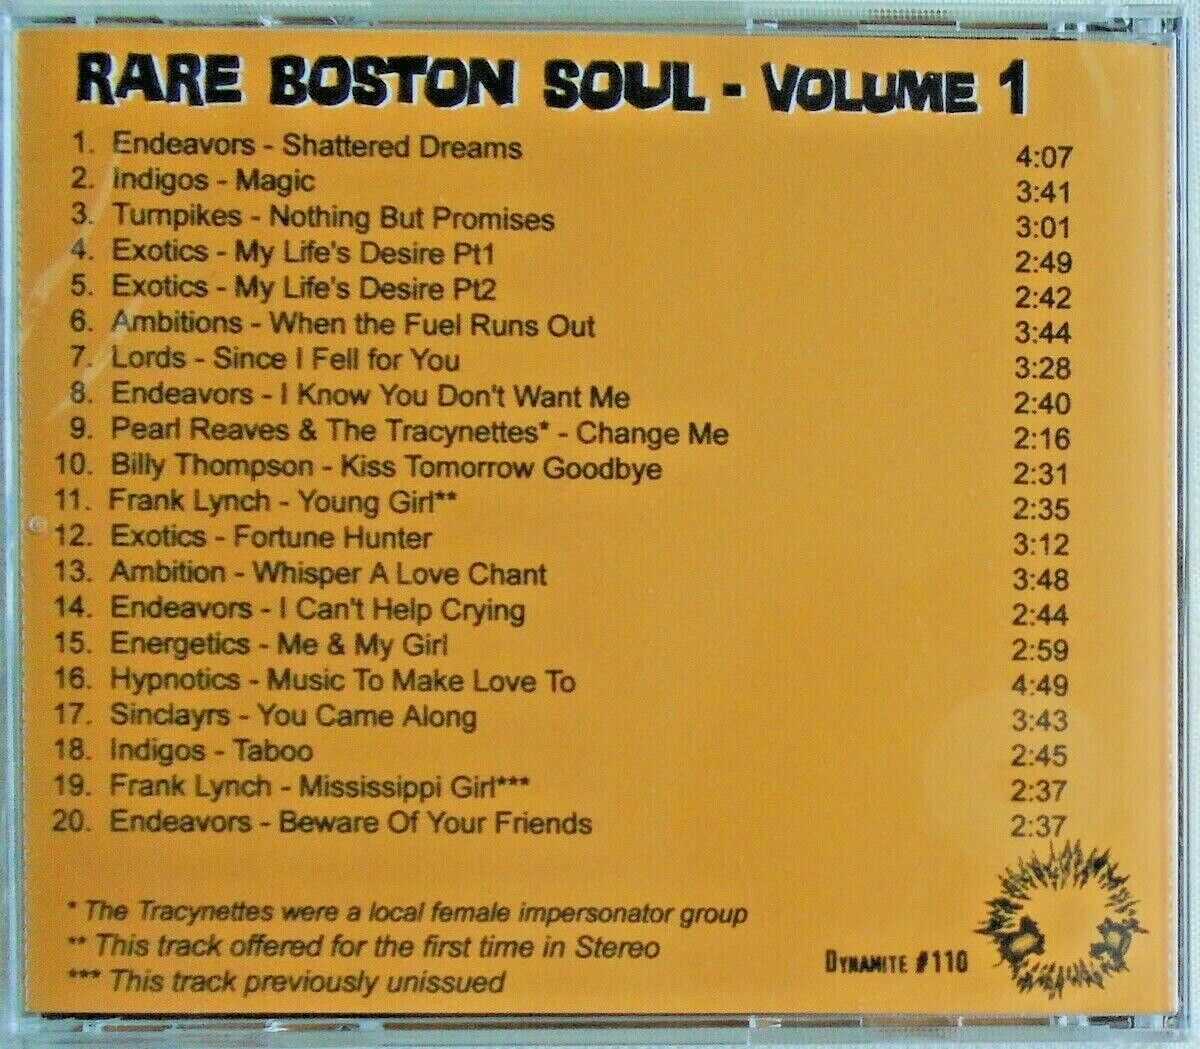 RARE BOSTON SOUL - VOLUME 1
1. Endeavors - Shattered Dreams 4:07
2. Indigos - Magic 3:41
3. Turnpikes - Nothing But Promises 3:01
4. Exotics - My Life's Desire Pt1 2:49
5. Exotics - My Life's Desire Pt2 2:42
6. Ambitions - When the Fuel Runs Out 3:44
7. Lords - Since I Fell for You 3:28
8. Endeavors - I Know You Don't Want Me 2:40
9. Pearl Reaves & The Tracynettes* - Change Me 2:16
10. Billy Thompson - Kiss Tomorrow Goodbye 2:31
11. Frank Lynch - Young Girl** 2:35
12. Exotics - Fortune Hunter 3:12
13. Ambition - Whisper A Love Chant 3:48
14. Endeavors - I Can't Help Crying 2:44
15. Energetics - Me & My Girl 2:59
16. Hypnotics - Music To Make Love To 4:49
17. Sinclayrs - You Came Along 3:43
18. Indigos - Taboo 2:45
19. Frank Lynch - Mississippi Girl*** 2:37
20. Endeavors - Beware Of Your Friends 2:37
* The Tracynettes were a local female impersonator group
** This track offered for the first time in Stereo
*** This track previously unissued
DYNAMITE #110